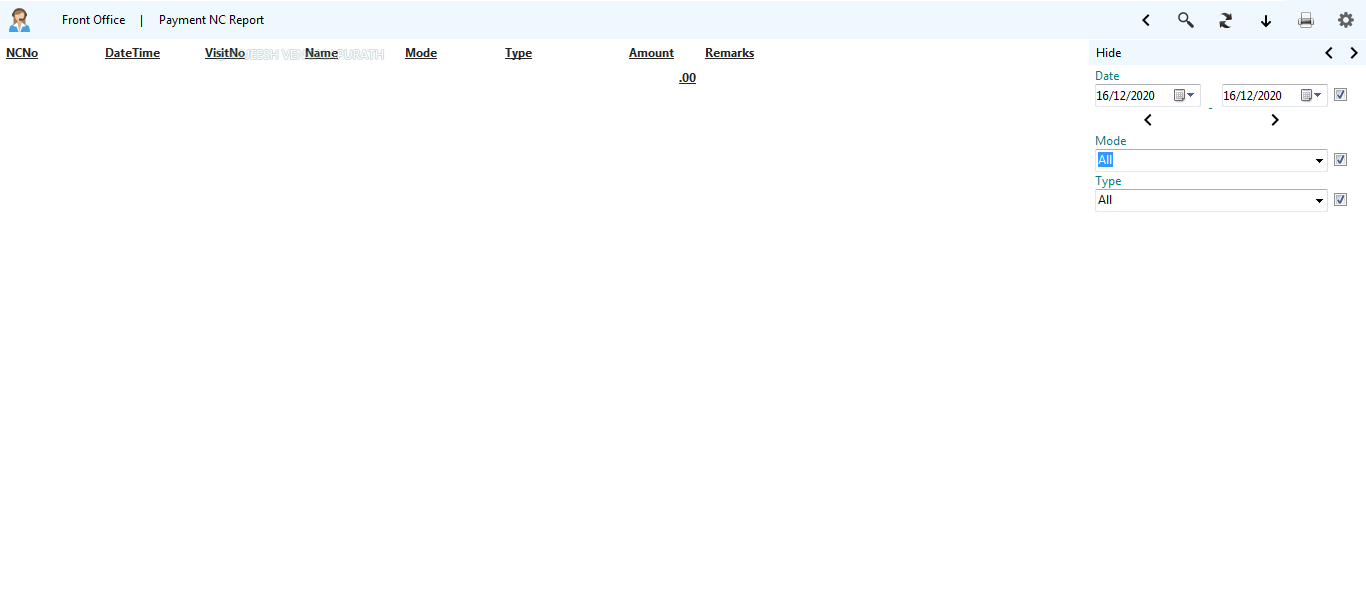 Front Office | Payment NC Report
NCNo DateTime VisitNo Name Mode Type Amount Remarks
.00
Hide
Date
16/12/2020 - 16/12/2020
Mode
All
Type
All